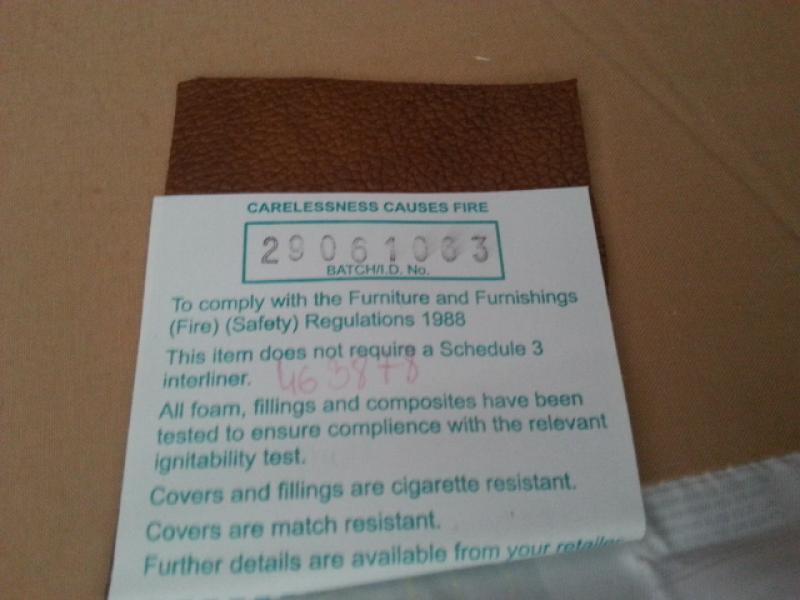 CARELESSNESS CAUSES FIRE
29061063
BATCH/I.D. No.
To comply with the Furniture and Furnishings
(Fire) (Safety) Regulations 1988
This item does not require a Schedule 3
interliner. 463878
All foam, fillings and composites have been
tested to ensure complience with the relevant
ignitability test.
Covers and fillings are cigarette resistant.
Covers are match resistant.
Further details are available from your retailer